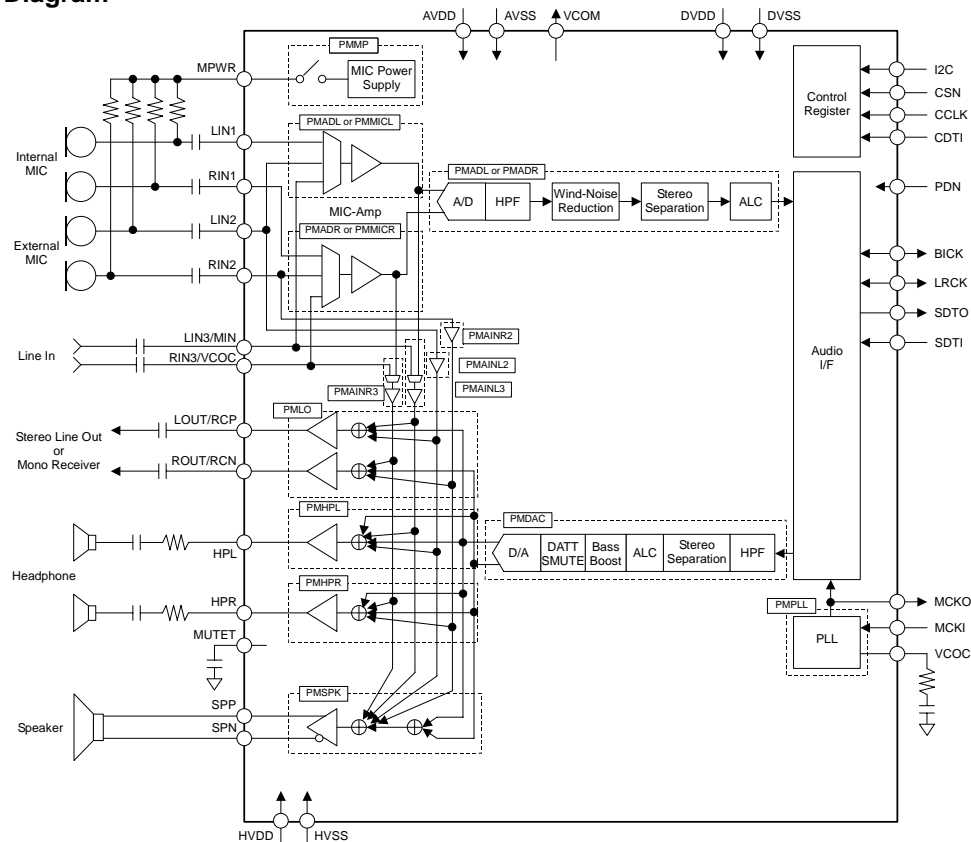 Diagram
AVDD
AVSS
VCOM
DVDD
DVSS
PMMP
MPWR
MIC Power
Supply
I2C
CSN
CCLK
CDTI
Control
Register
PMADL or PMMICL
LIN1
Internal
MIC
RIN1
PMADL or PMADR
A/D
HPF
Wind-Noise
Reduction
Stereo
Separation
ALC
PDN
LIN2
MIC-Amp
External
MIC
PMADR or PMMICR
RIN2
BICK
LRCK
SDTO
SDTI
Audio
I/F
Line In
LIN3/MIN
RIN3/VCOC
PMAINR2
PMAINL2
PMAINR3
PMAINL3
PMLO
LOUT/RCP
Stereo Line Out
or
Mono Receiver
ROUT/RCN
PMHPL
HPL
Headphone
PMDAC
D/A
DATT
SMUTE
Bass
Boost
ALC
Stereo
Separation
HPF
PMHPR
HPR
MUTET
PMPLL
PLL
MCKO
MCKI
VCOC
PMSPK
Speaker
SPP
SPN
HVDD
HVSS